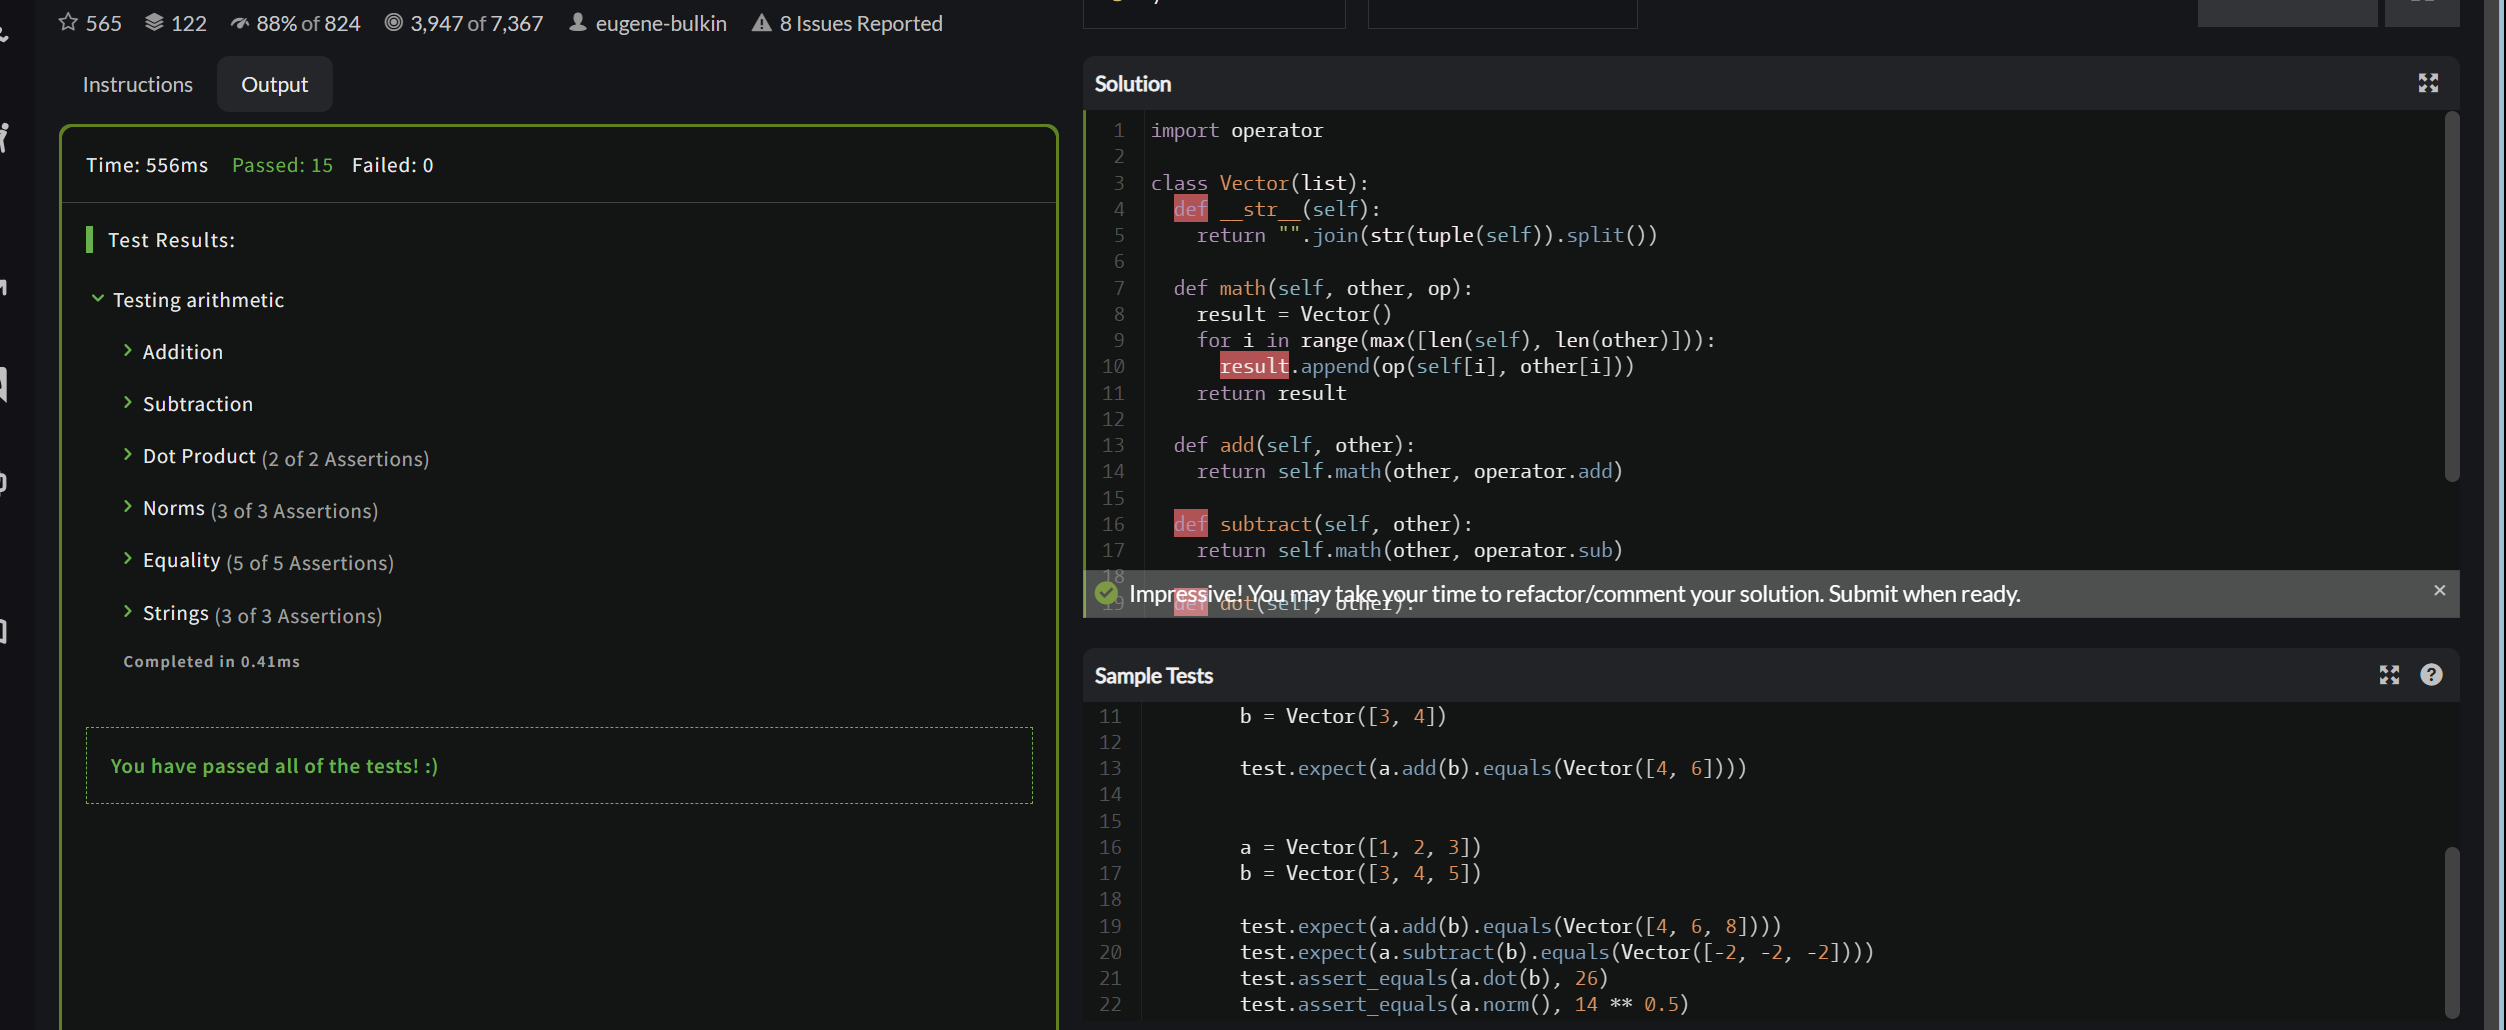 565 122 88% of 824 3,947 of 7,367 eugene-bulkin 8 Issues Reported
Instructions Output
Time: 556ms Passed: 15 Failed: 0
Test Results:
Testing arithmetic
Addition
Subtraction
Dot Product (2 of 2 Assertions)
Norms (3 of 3 Assertions)
Equality (5 of 5 Assertions)
Strings (3 of 3 Assertions)
Completed in 0.41ms
You have passed all of the tests! :)
Solution
1 import operator
2
3 class Vector(list):
4 def __str__(self):
5 return "".join(str(tuple(self)).split())
6
7 def math(self, other, op):
8 result = Vector()
9 for i in range(max([len(self), len(other)])):
10 result.append(op(self[i], other[i]))
11 return result
12
13 def add(self, other):
14 return self.math(other, operator.add)
15
16 def subtract(self, other):
17 return self.math(other, operator.sub)
18
19 def dot(self, other):
Impressive! You may take your time to refactor/comment your solution. Submit when ready.
Sample Tests
11 b = Vector([3, 4])
12
13 test.expect(a.add(b).equals(Vector([4, 6])))
14
15
16 a = Vector([1, 2, 3])
17 b = Vector([3, 4, 5])
18
19 test.expect(a.add(b).equals(Vector([4, 6, 8])))
20 test.expect(a.subtract(b).equals(Vector([-2, -2, -2])))
21 test.assert_equals(a.dot(b), 26)
22 test.assert_equals(a.norm(), 14 ** 0.5)